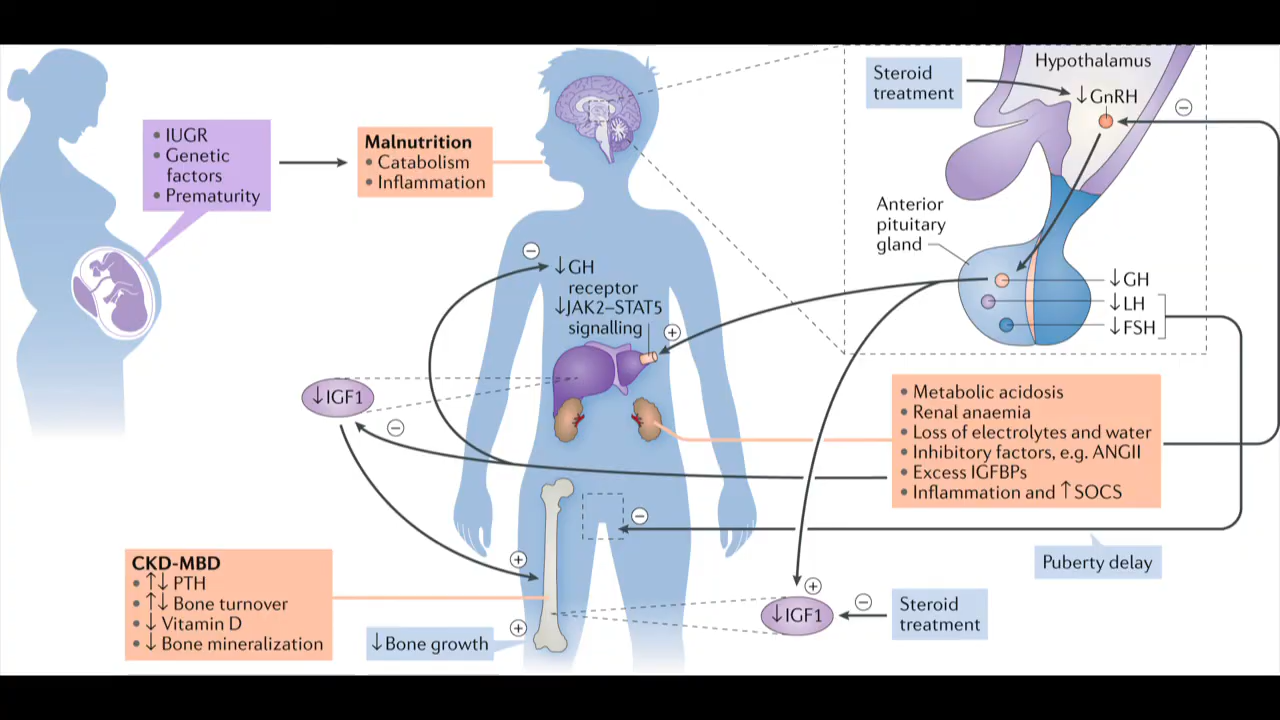 • IUGR
• Genetic
factors
• Prematurity
Malnutrition
• Catabolism
• Inflammation
Steroid
treatment
Hypothalamus
↓GnRH
−
Anterior
pituitary
gland
↓GH
↓LH
↓FSH
−
↓GH
receptor
↓JAK2–STAT5
signalling
+
↓IGF1
−
• Metabolic acidosis
• Renal anaemia
• Loss of electrolytes and water
• Inhibitory factors, e.g. ANGII
• Excess IGFBPs
• Inflammation and ↑SOCS
−
Puberty delay
CKD-MBD
• ↑↓ PTH
• ↑↓ Bone turnover
• ↓ Vitamin D
• ↓ Bone mineralization
+
+
↓Bone growth
+
↓IGF1
−
Steroid
treatment